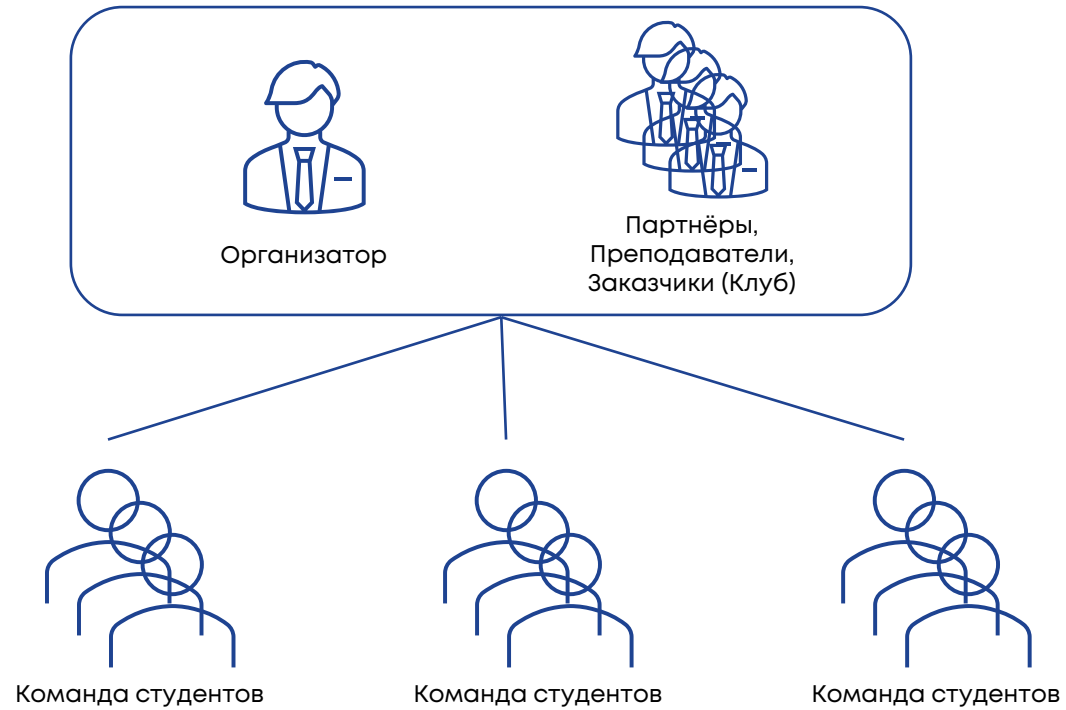 Организатор
Партнёры,
Преподаватели,
Заказчики (Клуб)
Команда студентов
Команда студентов
Команда студентов